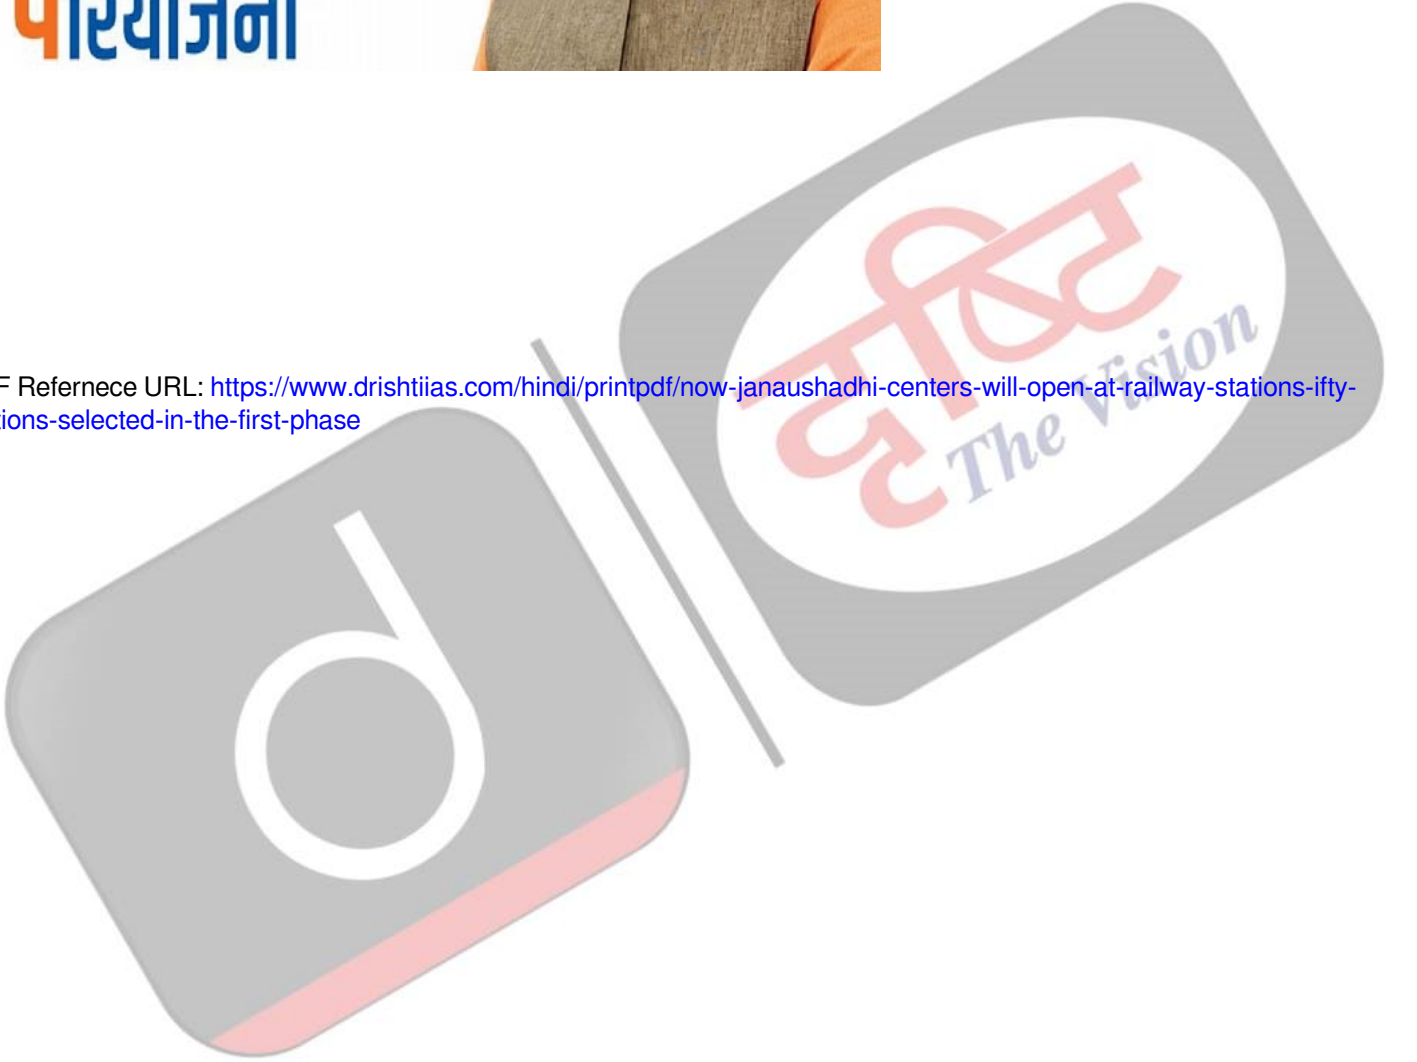 परियोजना
दृष्टि
The Vision
F Refernece URL: https://www.drishtiias.com/hindi/printpdf/now-janaushadhi-centers-will-open-at-railway-stations-ifty-
tions-selected-in-the-first-phase
d